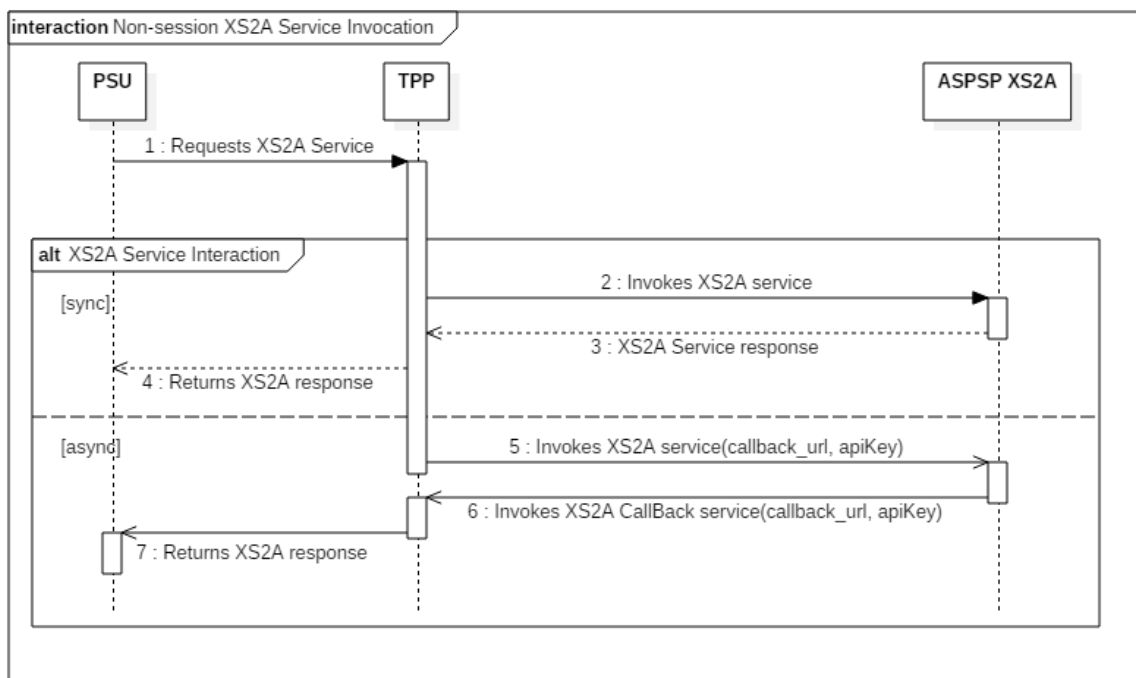 interaction Non-session XS2A Service Invocation
PSU
TPP
ASPSP XS2A
1 : Requests XS2A Service
alt XS2A Service Interaction
2 : Invokes XS2A service
[sync]
3 : XS2A Service response
4 : Returns XS2A response
[async]
5 : Invokes XS2A service(callback_url, apiKey)
6 : Invokes XS2A CallBack service(callback_url, apiKey)
7 : Returns XS2A response